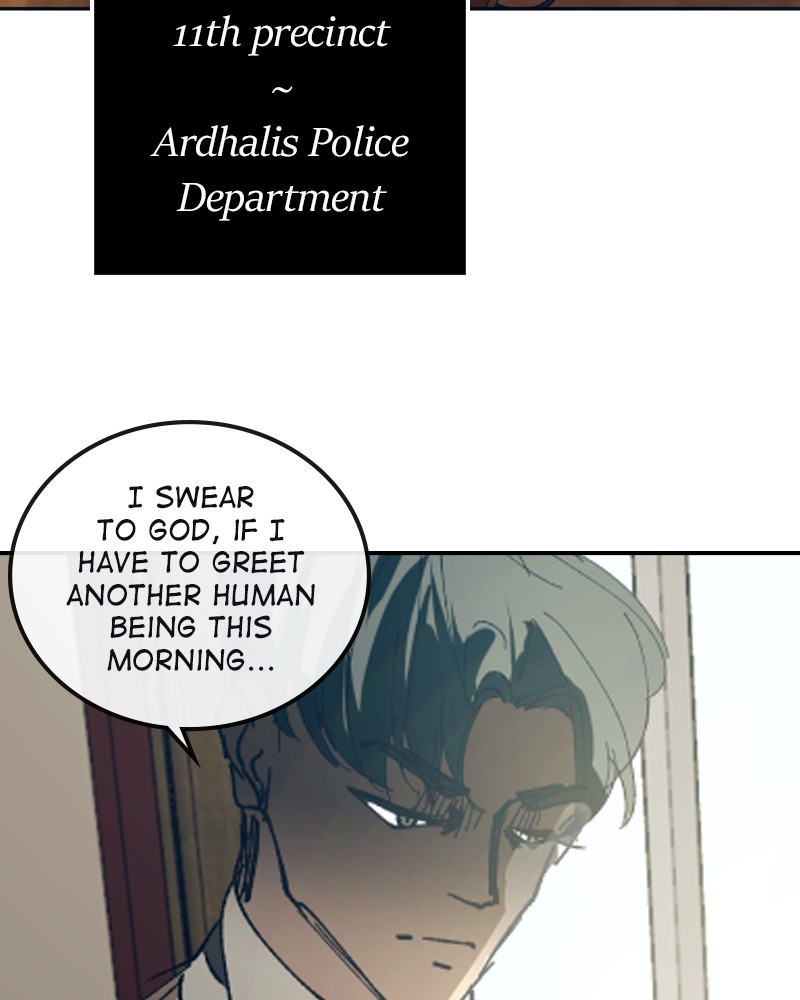 11th precinct
~
Ardhalis Police
Department
I SWEAR
TO GOD, IF I
HAVE TO GREET
ANOTHER HUMAN
BEING THIS
MORNING...